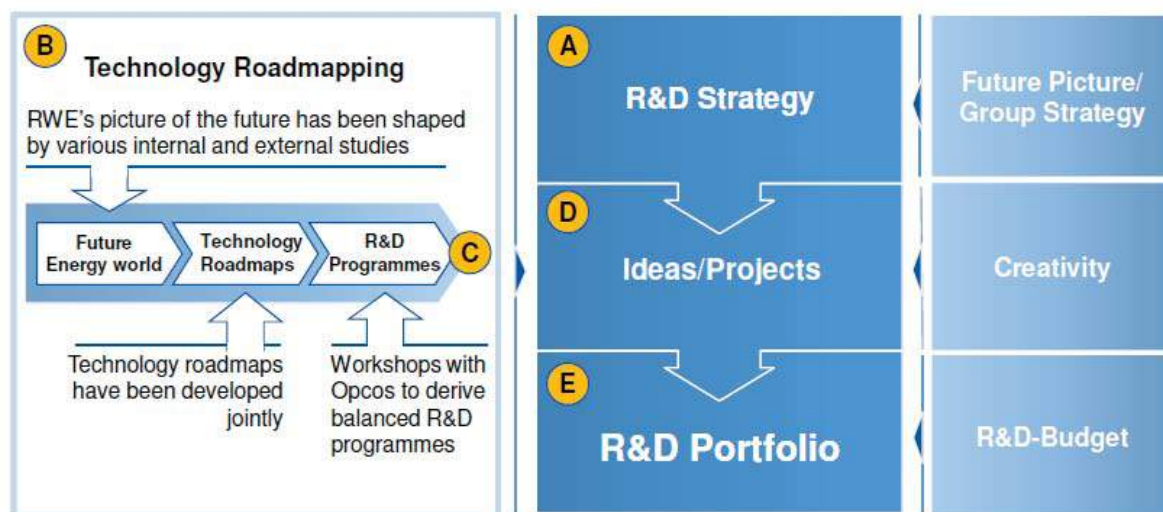 B
Technology Roadmapping
RWE's picture of the future has been shaped
by various internal and external studies
Future
Energy world
Technology
Roadmaps
R&D
Programmes
C
Technology roadmaps
have been developed
jointly
Workshops with
Opcos to derive
balanced R&D
programmes
A
R&D Strategy
Future Picture/
Group Strategy
D
Ideas/Projects
Creativity
E
R&D Portfolio
R&D-Budget